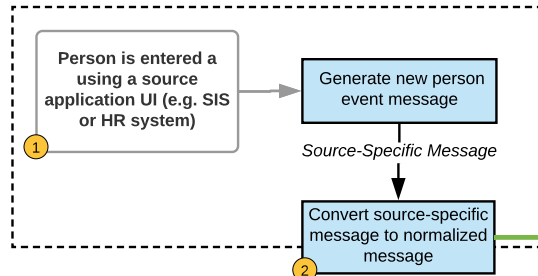 Person is entered a
using a source
application UI (e.g. SIS
or HR system)
1
Generate new person
event message
Source-Specific Message
Convert source-specific
message to normalized
message
2